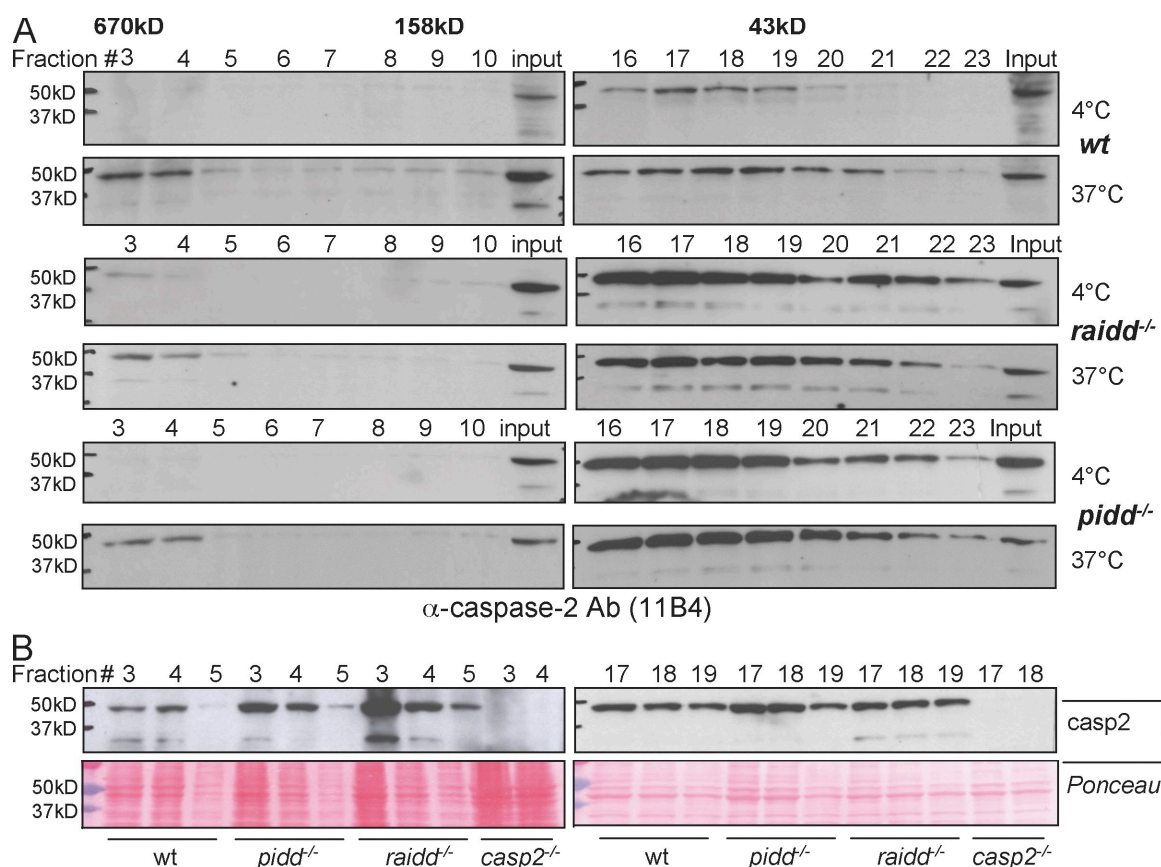 A
670kD 158kD 43kD
Fraction #3 4 5 6 7 8 9 10 input 16 17 18 19 20 21 22 23 Input
50kD
37kD
4°C
wt
50kD
37kD
37°C
3 4 5 6 7 8 9 10 input 16 17 18 19 20 21 22 23 Input
50kD
37kD
4°C
raidd-/-
50kD
37kD
37°C
3 4 5 6 7 8 9 10 input 16 17 18 19 20 21 22 23 Input
50kD
37kD
4°C
pidd-/-
50kD
37kD
37°C
α-caspase-2 Ab (11B4)
B
Fraction# 3 4 5 3 4 5 3 4 5 3 4 17 18 19 17 18 19 17 18 19 17 18
50kD
37kD
casp2
50kD
37kD
Ponceau
wt pidd-/- raidd-/- casp2-/- wt pidd-/- raidd-/- casp2-/-